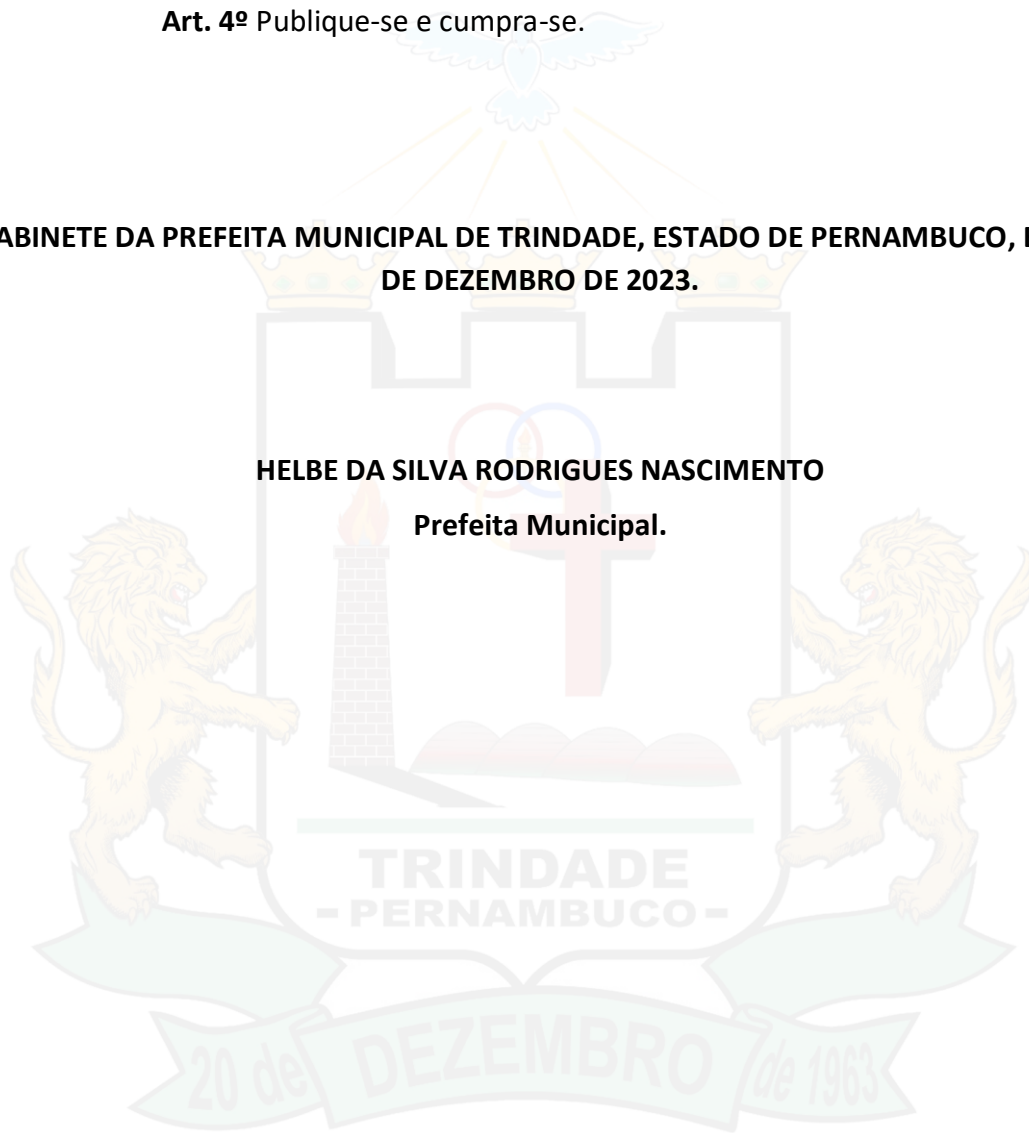 Art. 4º Publique-se e cumpra-se.
DA PREFEITA MUNICIPAL DE TRINDADE, ESTADO DE PERNAMBUCO,
DE DEZEMBRO DE 2023.
HELBE DA SILVA RODRIGUES NASCIMENTO
Prefeita Municipal.
TRINDADE
- PERNAMBUCO -
20 de DEZEMBRO de 1963